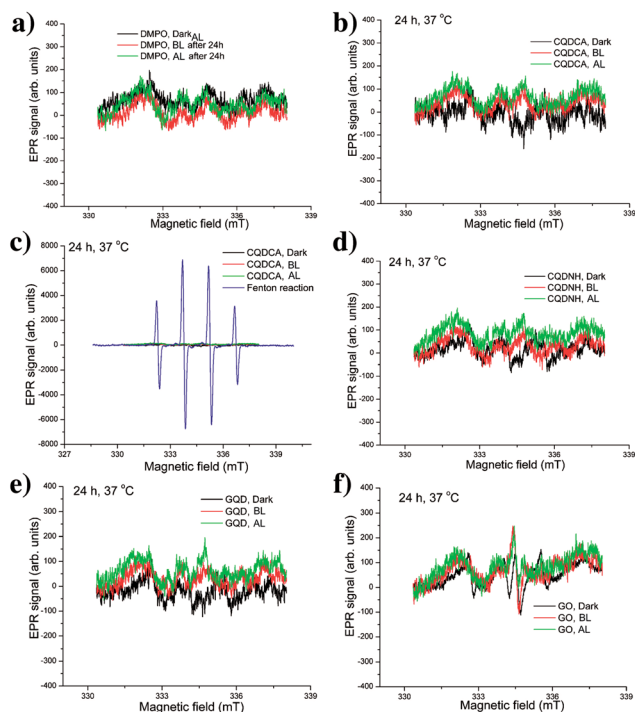 a)
DMPO, Dark AL
DMPO, BL after 24h
DMPO, AL after 24h
EPR signal (arb. units)
400
300
200
100
0
-100
-200
-300
-400
330 333 336 339
Magnetic field (mT)
b)
24 h, 37 °C
CQDCA, Dark
CQDCA, BL
CQDCA, AL
EPR signal (arb. units)
400
300
200
100
0
-100
-200
-300
-400
330 333 336 339
Magnetic field (mT)
c)
24 h, 37 °C
CQDCA, Dark
CQDCA, BL
CQDCA, AL
Fenton reaction
EPR signal (arb. units)
8000
6000
4000
2000
0
-2000
-4000
-6000
-8000
327 330 333 336 339
Magnetic field (mT)
d)
24 h, 37 °C
CQDNH, Dark
CQDNH, BL
CQDNH, AL
EPR signal (arb. units)
400
300
200
100
0
-100
-200
-300
-400
330 333 336 339
Magnetic field (mT)
e)
24 h, 37 °C
GQD, Dark
GQD, BL
GQD, AL
EPR signal (arb. units)
400
300
200
100
0
-100
-200
-300
-400
330 333 336 339
Magnetic field (mT)
f)
24 h, 37 °C
GO, Dark
GO, BL
GO, AL
EPR signal (arb. units)
400
300
200
100
0
-100
-200
-300
-400
330 333 336 339
Magnetic field (mT)